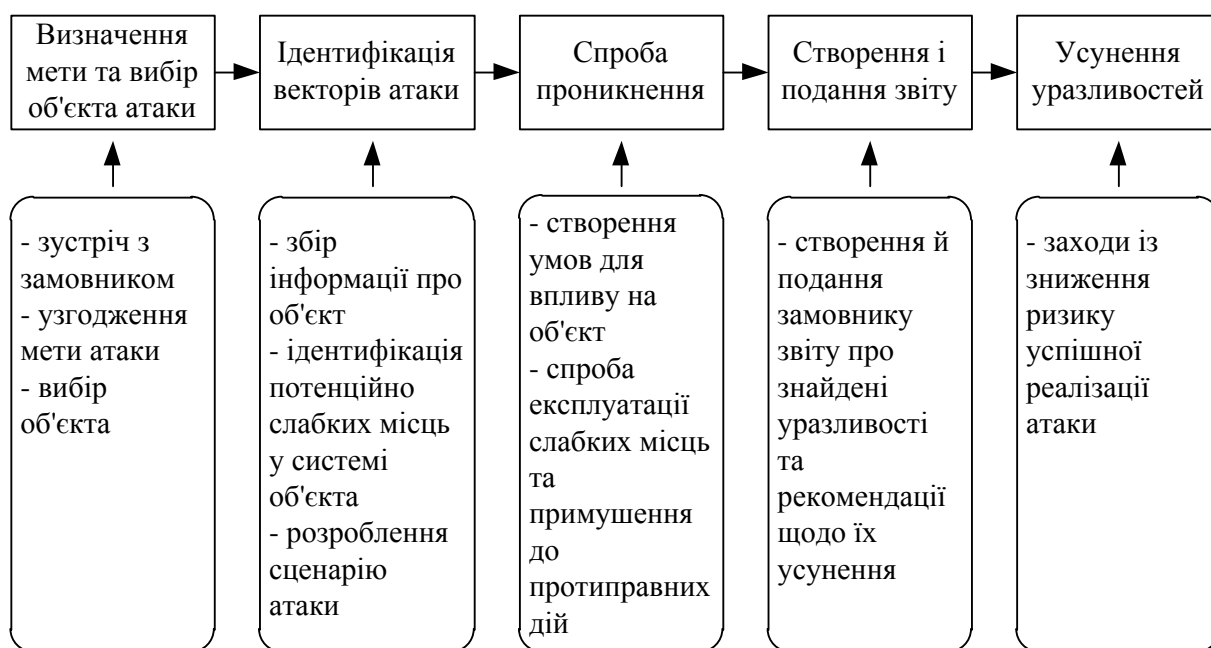 Визначення
мети та вибір
об'єкта атаки
Ідентифікація
векторів атаки
Спроба
проникнення
Створення і
подання звіту
Усунення
уразливостей
- зустріч з
замовником
- узгодження
мети атаки
- вибір
об'єкта
- збір
інформації про
об'єкт
- ідентифікація
потенційно
слабких місць
у системі
об'єкта
- розроблення
сценарію
атаки
- створення
умов для
впливу на
об'єкт
- спроба
експлуатації
слабких місць
та
примушення
до
протиправних
дій
- створення й
подання
замовнику
звіту про
знайдені
уразливості
та
рекомендації
щодо їх
усунення
- заходи із
зниження
ризику
успішної
реалізації
атаки